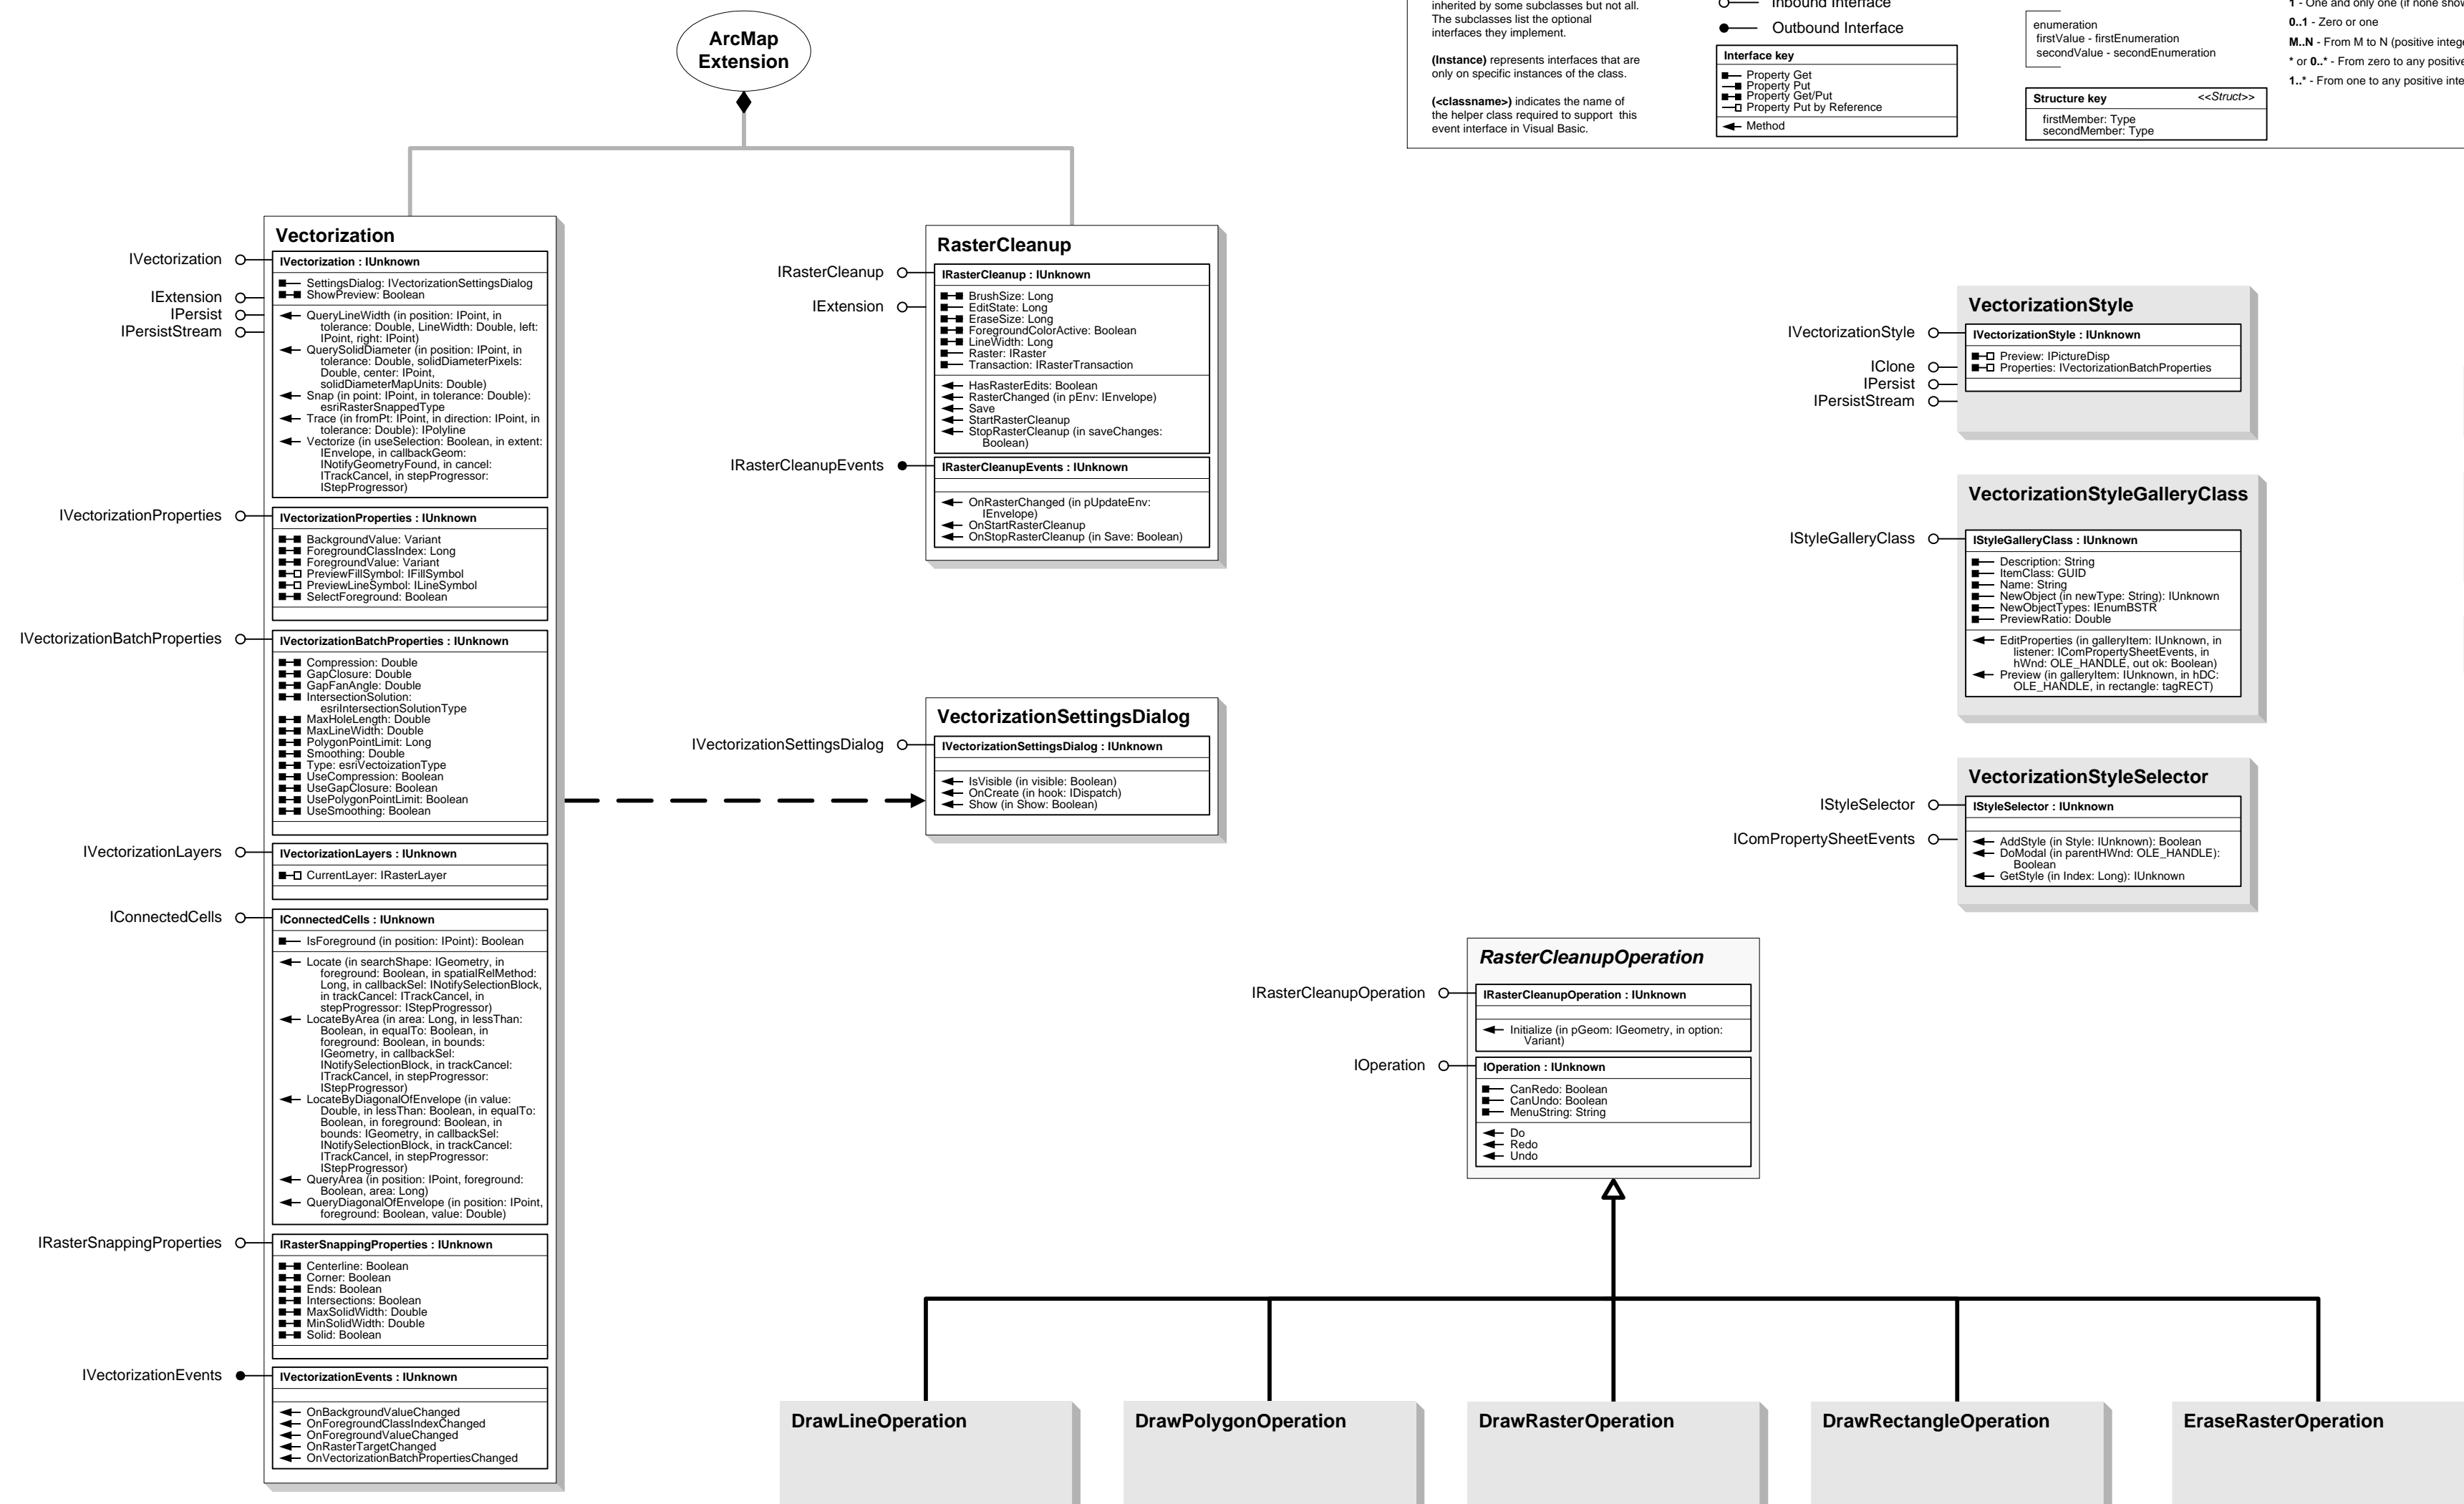 ArcMap
Extension
inherited by some subclasses but not all.
The subclasses list the optional
interfaces they implement.
(Instance) represents interfaces that are
only on specific instances of the class.
(<classname>) indicates the name of
the helper class required to support this
event interface in Visual Basic.
Inbound Interface
Outbound Interface
Interface key
Property Get
Property Put
Property Get/Put
Property Put by Reference
Method
enumeration
firstValue - firstEnumeration
secondValue - secondEnumeration
Structure key <<Struct>>
firstMember: Type
secondMember: Type
1 - One and only one (if none show
0..1 - Zero or one
M..N - From M to N (positive intege
* or 0..* - From zero to any positive
1..* - From one to any positive inte
Vectorization
IVectorization
IExtension
IPersist
IPersistStream
IVectorization : IUnknown
SettingsDialog: IVectorizationSettingsDialog
ShowPreview: Boolean
QueryLineWidth (in position: IPoint, in
tolerance: Double, LineWidth: Double, left:
IPoint, right: IPoint)
QuerySolidDiameter (in position: IPoint, in
tolerance: Double, solidDiameterPixels:
Double, center: IPoint,
solidDiameterMapUnits: Double)
Snap (in point: IPoint, in tolerance: Double):
esriRasterSnappedType
Trace (in fromPt: IPoint, in direction: IPoint, in
tolerance: Double): IPolyline
Vectorize (in useSelection: Boolean, in extent:
IEnvelope, in callbackGeom:
INotifyGeometryFound, in cancel:
ITrackCancel, in stepProgressor:
IStepProgressor)
IVectorizationProperties
IVectorizationProperties : IUnknown
BackgroundValue: Variant
ForegroundClassIndex: Long
ForegroundValue: Variant
PreviewFillSymbol: IFillSymbol
PreviewLineSymbol: ILineSymbol
SelectForeground: Boolean
IVectorizationBatchProperties
IVectorizationBatchProperties : IUnknown
Compression: Double
GapClosure: Double
GapFanAngle: Double
IntersectionSolution:
esriIntersectionSolutionType
MaxHoleLength: Double
MaxLineWidth: Double
PolygonPointLimit: Long
Smoothing: Double
Type: esriVectoizationType
UseCompression: Boolean
UseGapClosure: Boolean
UsePolygonPointLimit: Boolean
UseSmoothing: Boolean
IVectorizationLayers
IVectorizationLayers : IUnknown
CurrentLayer: IRasterLayer
IConnectedCells
IConnectedCells : IUnknown
IsForeground (in position: IPoint): Boolean
Locate (in searchShape: IGeometry, in
foreground: Boolean, in spatialRelMethod:
Long, in callbackSel: INotifySelectionBlock,
in trackCancel: ITrackCancel, in
stepProgressor: IStepProgressor)
LocateByArea (in area: Long, in lessThan:
Boolean, in equalTo: Boolean, in
foreground: Boolean, in bounds:
IGeometry, in callbackSel:
INotifySelectionBlock, in trackCancel:
ITrackCancel, in stepProgressor:
IStepProgressor)
LocateByDiagonalOfEnvelope (in value:
Double, in lessThan: Boolean, in equalTo:
Boolean, in foreground: Boolean, in
bounds: IGeometry, in callbackSel:
INotifySelectionBlock, in trackCancel:
ITrackCancel, in stepProgressor:
IStepProgressor)
QueryArea (in position: IPoint, foreground:
Boolean, area: Long)
QueryDiagonalOfEnvelope (in position: IPoint,
foreground: Boolean, value: Double)
IRasterSnappingProperties
IRasterSnappingProperties : IUnknown
Centerline: Boolean
Corner: Boolean
Ends: Boolean
Intersections: Boolean
MaxSolidWidth: Double
MinSolidWidth: Double
Solid: Boolean
IVectorizationEvents
IVectorizationEvents : IUnknown
OnBackgroundValueChanged
OnForegroundClassIndexChanged
OnForegroundValueChanged
OnRasterTargetChanged
OnVectorizationBatchPropertiesChanged
RasterCleanup
IRasterCleanup
IExtension
IRasterCleanup : IUnknown
BrushSize: Long
EditState: Long
EraseSize: Long
ForegroundColorActive: Boolean
LineWidth: Long
Raster: IRaster
Transaction: IRasterTransaction
HasRasterEdits: Boolean
RasterChanged (in pEnv: IEnvelope)
Save
StartRasterCleanup
StopRasterCleanup (in saveChanges:
Boolean)
IRasterCleanupEvents
IRasterCleanupEvents : IUnknown
OnRasterChanged (in pUpdateEnv:
IEnvelope)
OnStartRasterCleanup
OnStopRasterCleanup (in Save: Boolean)
VectorizationSettingsDialog
IVectorizationSettingsDialog
IVectorizationSettingsDialog : IUnknown
IsVisible (in visible: Boolean)
OnCreate (in hook: IDispatch)
Show (in Show: Boolean)
VectorizationStyle
IVectorizationStyle
IClone
IPersist
IPersistStream
IVectorizationStyle : IUnknown
Preview: IPictureDisp
Properties: IVectorizationBatchProperties
VectorizationStyleGalleryClass
IStyleGalleryClass
IStyleGalleryClass : IUnknown
Description: String
ItemClass: GUID
Name: String
NewObject (in newType: String): IUnknown
NewObjectTypes: IEnumBSTR
PreviewRatio: Double
EditProperties (in galleryItem: IUnknown, in
listener: IComPropertySheetEvents, in
hWnd: OLE_HANDLE, out ok: Boolean)
Preview (in galleryItem: IUnknown, in hDC:
OLE_HANDLE, in rectangle: tagRECT)
VectorizationStyleSelector
IStyleSelector
IComPropertySheetEvents
IStyleSelector : IUnknown
AddStyle (in Style: IUnknown): Boolean
DoModal (in parentHWnd: OLE_HANDLE):
Boolean
GetStyle (in Index: Long): IUnknown
RasterCleanupOperation
IRasterCleanupOperation
IRasterCleanupOperation : IUnknown
Initialize (in pGeom: IGeometry, in option:
Variant)
IOperation
IOperation : IUnknown
CanRedo: Boolean
CanUndo: Boolean
MenuString: String
Do
Redo
Undo
DrawLineOperation
DrawPolygonOperation
DrawRasterOperation
DrawRectangleOperation
EraseRasterOperation